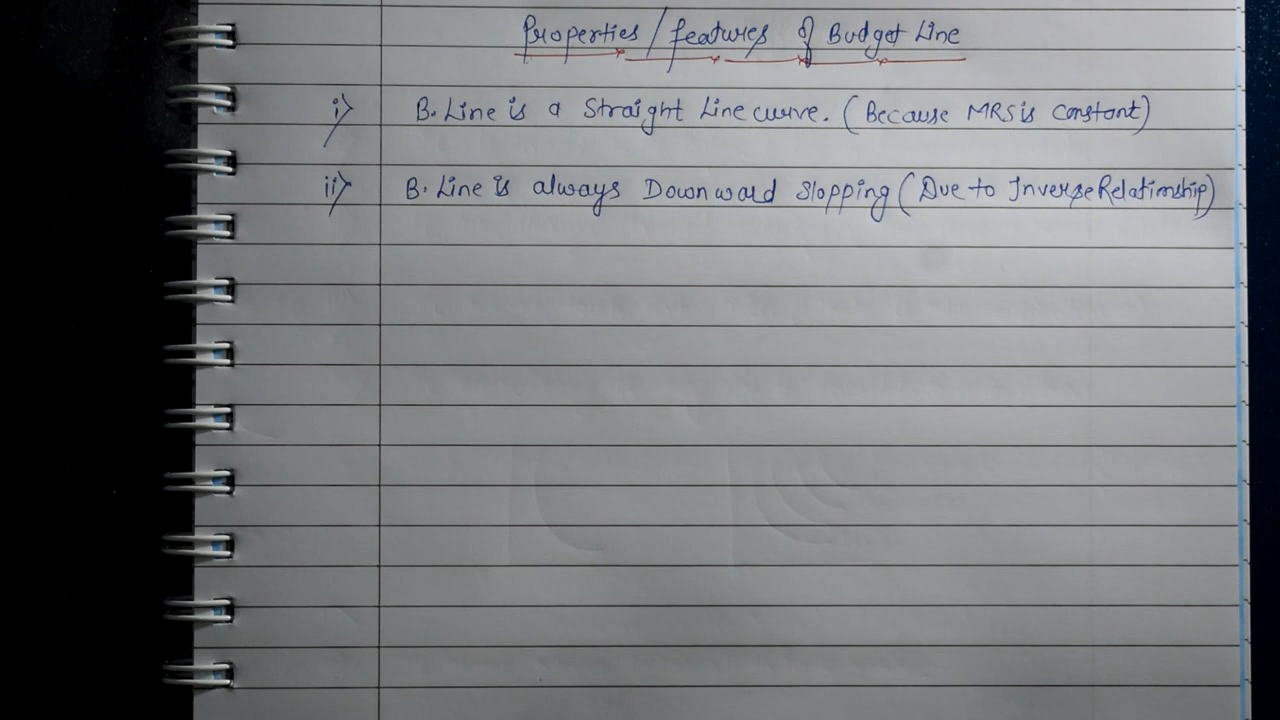 Properties / features of Budget Line
i) B. Line is a Straight Line curve. (Because MRS is constant)
ii) B. Line is always Downward Slopping (Due to Inverse Relationship)